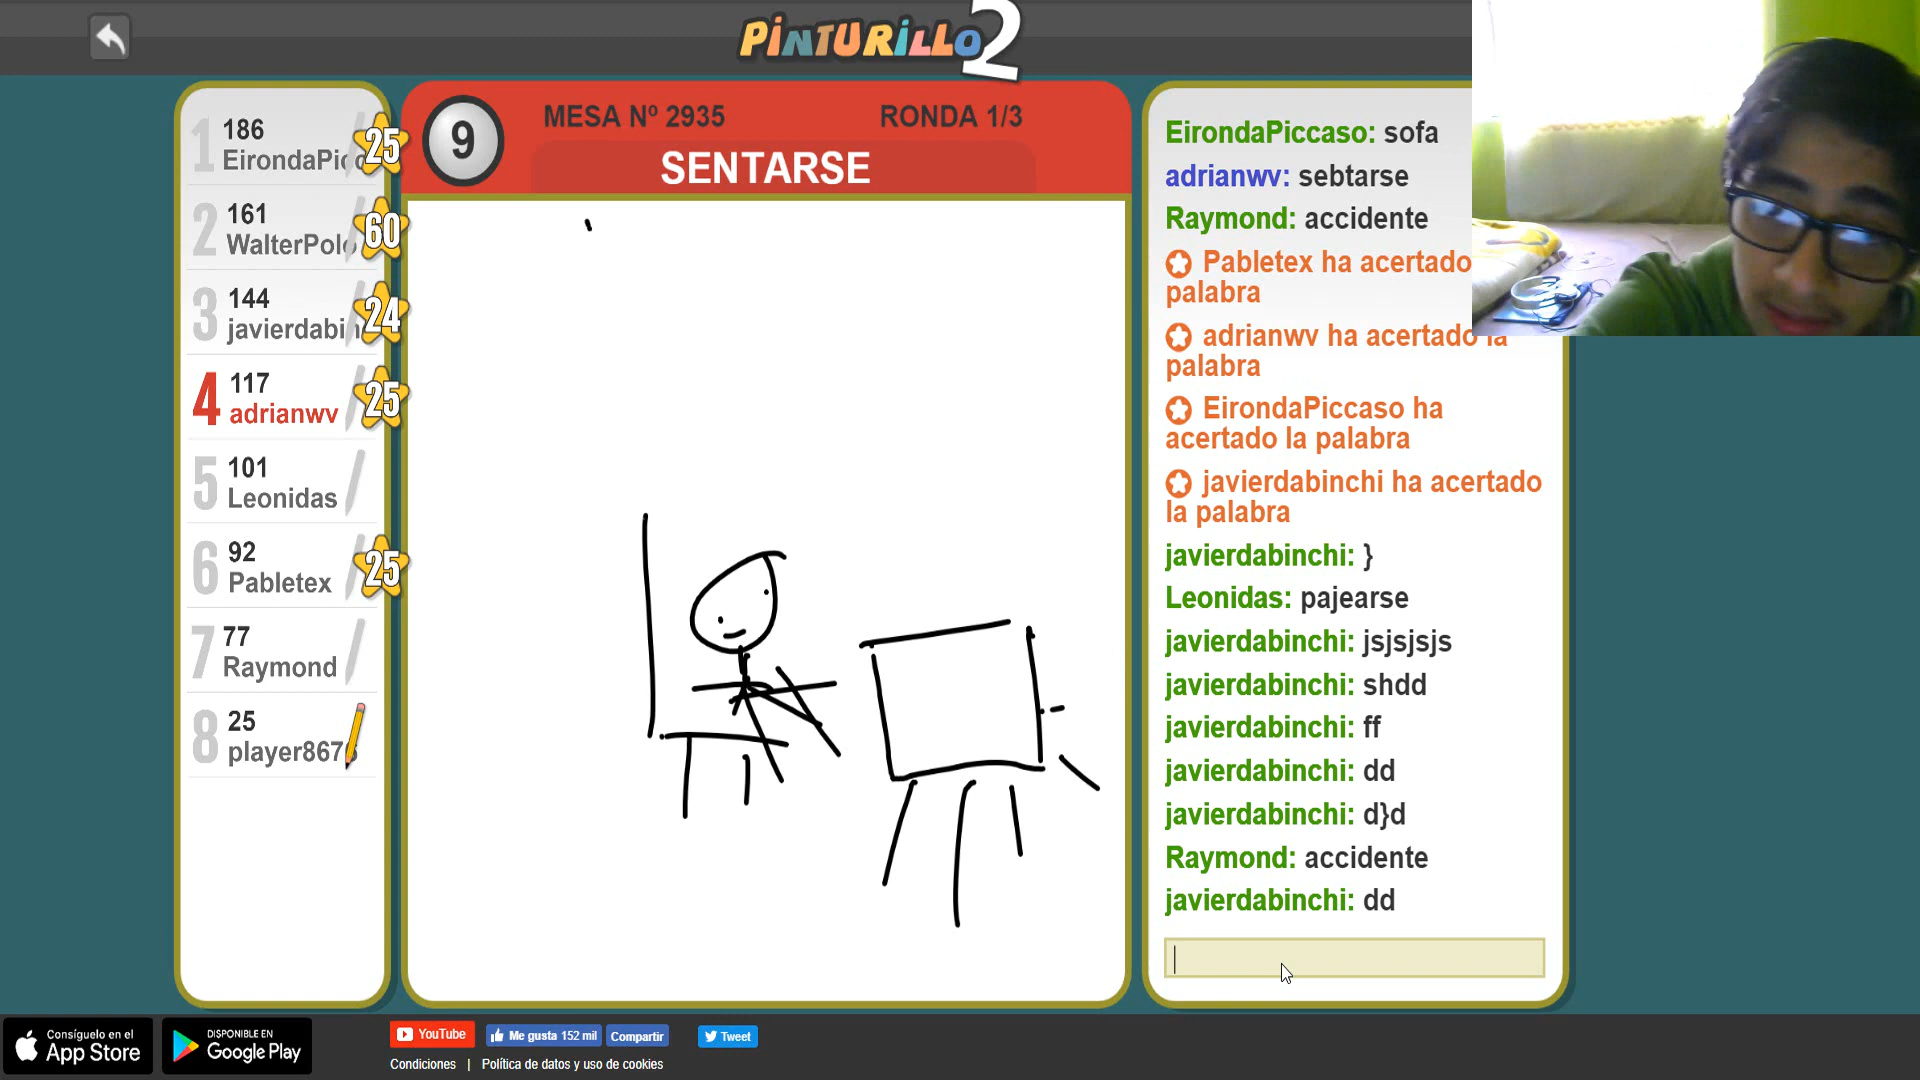 PiNTURiLLO2
9
MESA Nº 2935
RONDA 1/3
SENTARSE
1
186
EirondaPicc
25
2
161
WalterPolo
60
3
144
javierdabin
24
4
117
adrianwv
25
5
101
Leonidas
6
92
Pabletex
25
7
77
Raymond
8
25
player8676
EirondaPiccaso: sofa
adrianwv: sebtarse
Raymond: accidente
Pabletex ha acertado
palabra
adrianwv ha acertado la
palabra
EirondaPiccaso ha
acertado la palabra
javierdabinchi ha acertado
la palabra
javierdabinchi: }
Leonidas: pajearse
javierdabinchi: jsjsjsjs
javierdabinchi: shdd
javierdabinchi: ff
javierdabinchi: dd
javierdabinchi: d}d
Raymond: accidente
javierdabinchi: dd
Consíguelo en el
App Store
DISPONIBLE EN
Google Play
YouTube
Me gusta 152 mil
Compartir
Tweet
Condiciones | Política de datos y uso de cookies